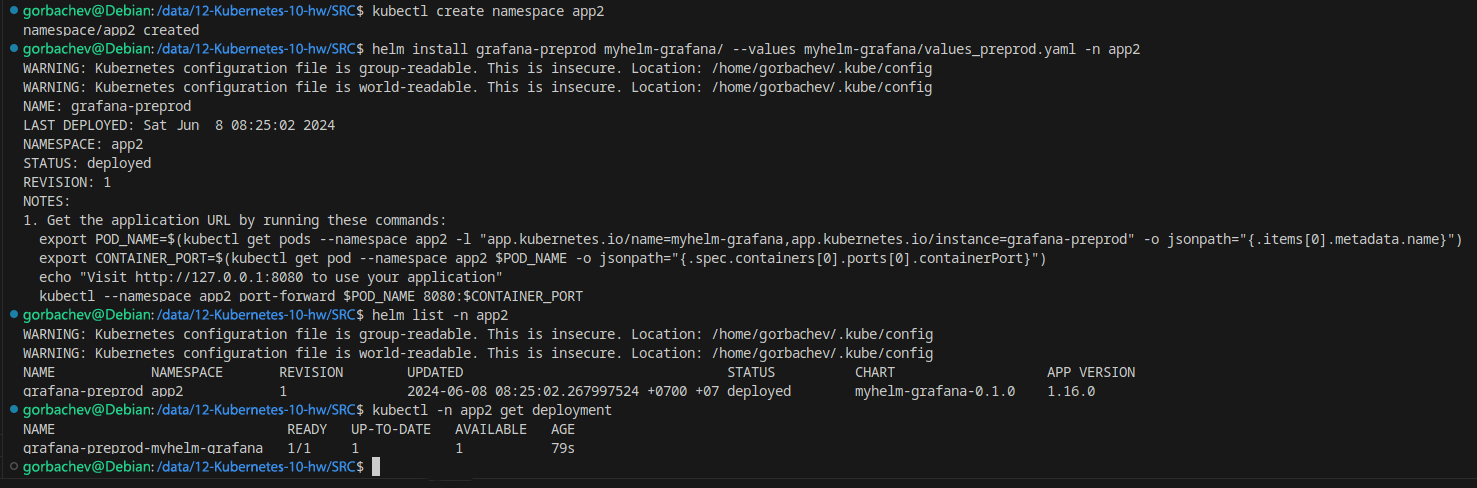 gorbachev@Debian:/data/12-Kubernetes-10-hw/SRC$ kubectl create namespace app2
namespace/app2 created
gorbachev@Debian:/data/12-Kubernetes-10-hw/SRC$ helm install grafana-preprod myhelm-grafana/ --values myhelm-grafana/values_preprod.yaml -n app2
WARNING: Kubernetes configuration file is group-readable. This is insecure. Location: /home/gorbachev/.kube/config
WARNING: Kubernetes configuration file is world-readable. This is insecure. Location: /home/gorbachev/.kube/config
NAME: grafana-preprod
LAST DEPLOYED: Sat Jun  8 08:25:02 2024
NAMESPACE: app2
STATUS: deployed
REVISION: 1
NOTES:
1. Get the application URL by running these commands:
  export POD_NAME=$(kubectl get pods --namespace app2 -l "app.kubernetes.io/name=myhelm-grafana,app.kubernetes.io/instance=grafana-preprod" -o jsonpath="{.items[0].metadata.name}")
  export CONTAINER_PORT=$(kubectl get pod --namespace app2 $POD_NAME -o jsonpath="{.spec.containers[0].ports[0].containerPort}")
  echo "Visit http://127.0.0.1:8080 to use your application"
  kubectl --namespace app2 port-forward $POD_NAME 8080:$CONTAINER_PORT
gorbachev@Debian:/data/12-Kubernetes-10-hw/SRC$ helm list -n app2
WARNING: Kubernetes configuration file is group-readable. This is insecure. Location: /home/gorbachev/.kube/config
WARNING: Kubernetes configuration file is world-readable. This is insecure. Location: /home/gorbachev/.kube/config
NAME            NAMESPACE       REVISION        UPDATED                                 STATUS          CHART                   APP VERSION
grafana-preprod app2            1               2024-06-08 08:25:02.267997524 +0700 +07 deployed        myhelm-grafana-0.1.0    1.16.0
gorbachev@Debian:/data/12-Kubernetes-10-hw/SRC$ kubectl -n app2 get deployment
NAME                             READY   UP-TO-DATE   AVAILABLE   AGE
grafana-preprod-myhelm-grafana   1/1     1            1           79s
gorbachev@Debian:/data/12-Kubernetes-10-hw/SRC$